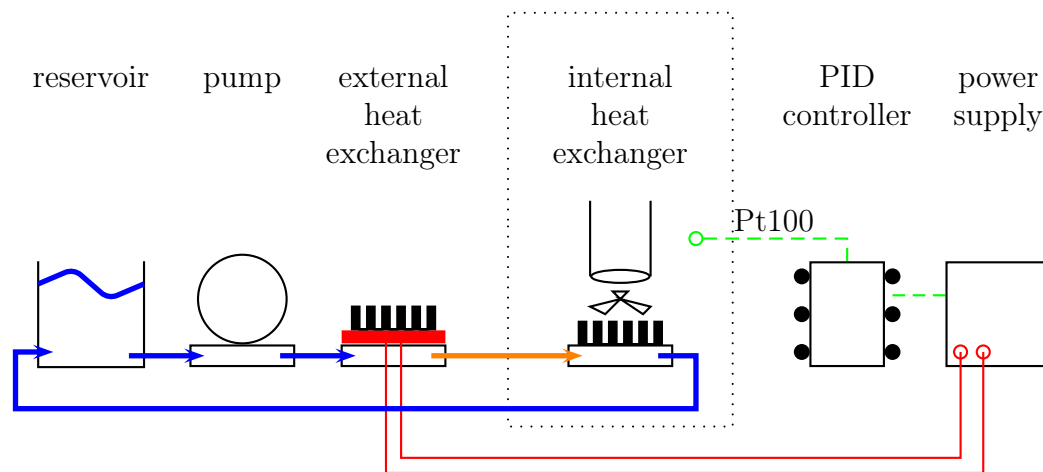 reservoir
pump
external
heat
exchanger
internal
heat
exchanger
PID
controller
power
supply
Pt100